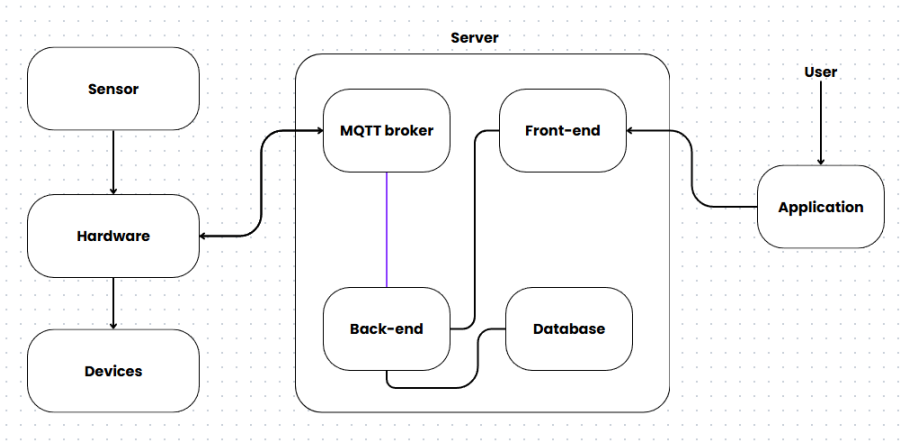 Server
Sensor
User
MQTT broker
Front-end
Application
Hardware
Back-end
Database
Devices